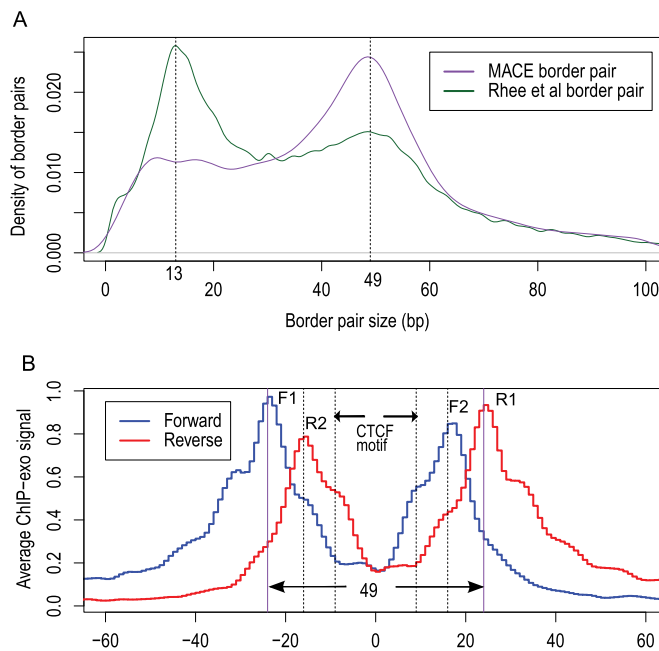 A
Density of border pairs
0.000
0.010
0.020
MACE border pair
Rhee et al border pair
13
49
0
20
40
60
80
100
Border pair size (bp)
B
Average ChIP-exo signal
0.0
0.2
0.4
0.6
0.8
1.0
Forward
Reverse
F1
R2
CTCF
motif
F2
R1
49
−60
−40
−20
0
20
40
60